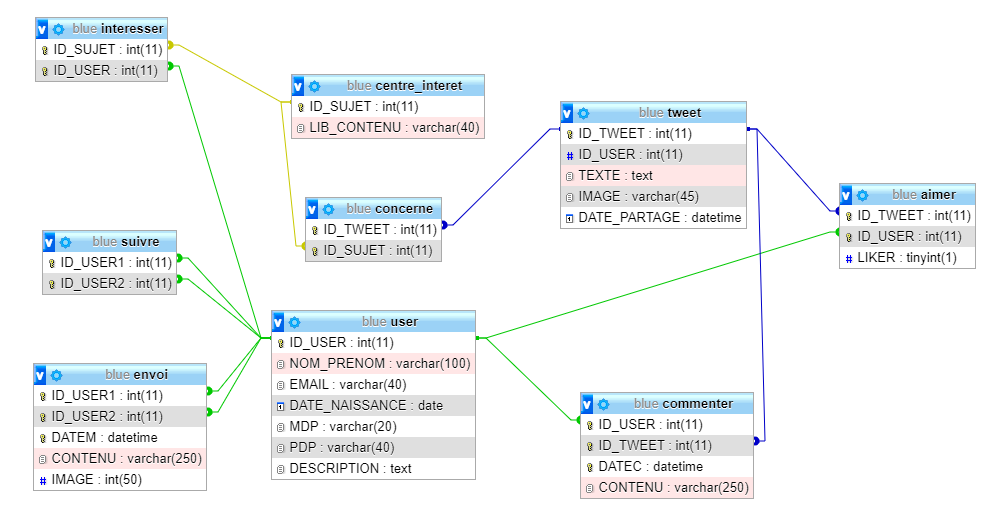 blue interesser
ID_SUJET : int(11)
ID_USER : int(11)
blue centre_interet
ID_SUJET : int(11)
LIB_CONTENU : varchar(40)
blue tweet
ID_TWEET : int(11)
ID_USER : int(11)
TEXTE : text
IMAGE : varchar(45)
DATE_PARTAGE : datetime
blue aimer
ID_TWEET : int(11)
ID_USER : int(11)
LIKER : tinyint(1)
blue concerne
ID_TWEET : int(11)
ID_SUJET : int(11)
blue suivre
ID_USER1 : int(11)
ID_USER2 : int(11)
blue user
ID_USER : int(11)
NOM_PRENOM : varchar(100)
EMAIL : varchar(40)
DATE_NAISSANCE : date
MDP : varchar(20)
PDP : varchar(40)
DESCRIPTION : text
blue envoi
ID_USER1 : int(11)
ID_USER2 : int(11)
DATEM : datetime
CONTENU : varchar(250)
IMAGE : int(50)
blue commenter
ID_USER : int(11)
ID_TWEET : int(11)
DATEC : datetime
CONTENU : varchar(250)